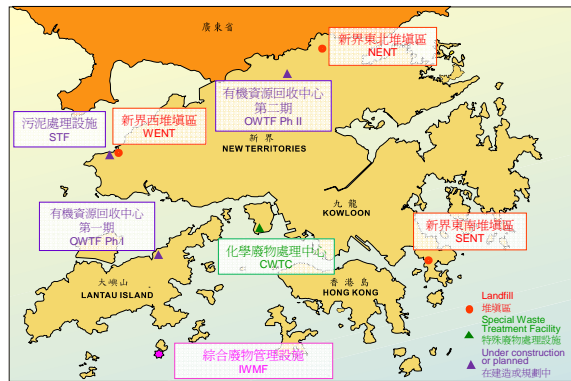 廣東省
新界東北堆填區
NENT
有機資源回收中心
第二期
OWTF Ph II
污泥處理設施
STF
新界西堆填區
WENT
新界
NEW TERRITORIES
有機資源回收中心
第一期
OWTF Ph I
九龍
KOWLOON
新界東南堆填區
SENT
化學廢物處理中心
CWTC
大嶼山
LANTAU ISLAND
香港島
HONG KONG
綜合廢物管理設施
IWMF
Landfill
堆填區
Special Waste
Treatment Facility
特殊廢物處理設施
Under construction
or planned
在建造或規劃中